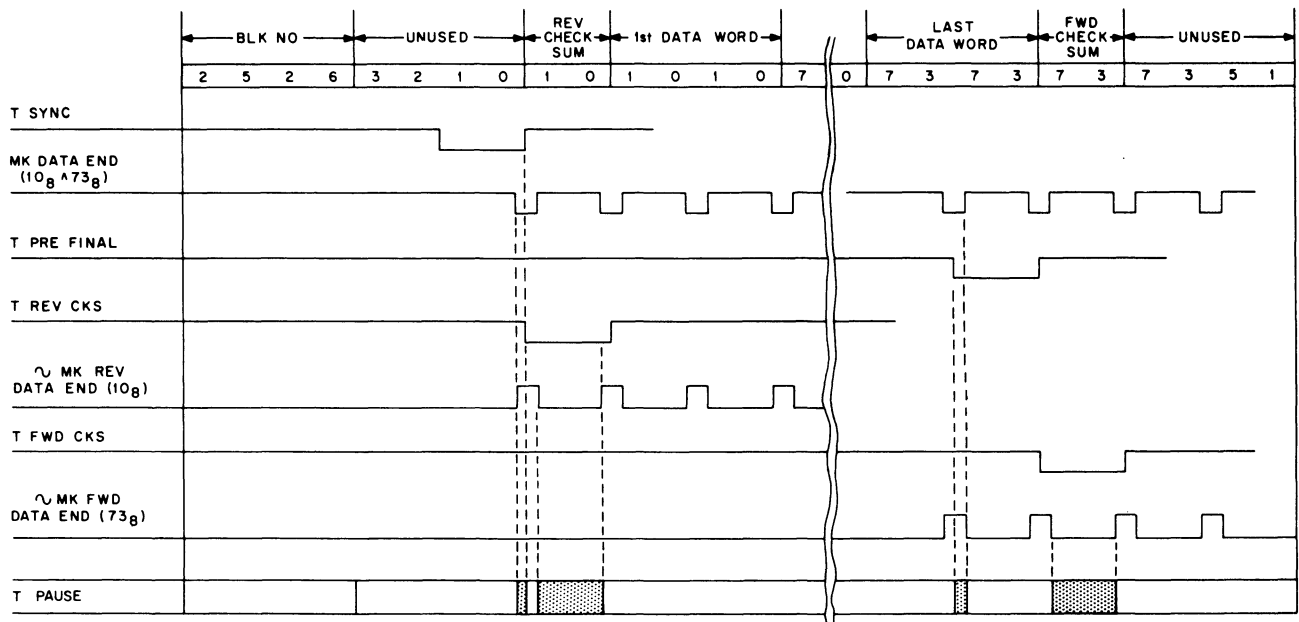 BLK NO
UNUSED
REV
CHECK
SUM
1st DATA WORD
LAST
DATA WORD
FWD
CHECK
SUM
UNUSED
2 5 2 6 3 2 1 0 1 0 1 0 1 0 7 0 7 3 7 3 7 3 7 3 5 1
T SYNC
MK DATA END
(10₈ ∧ 73₈)
T PRE FINAL
T REV CKS
∿ MK REV
DATA END (10₈)
T FWD CKS
∿ MK FWD
DATA END (73₈)
T PAUSE